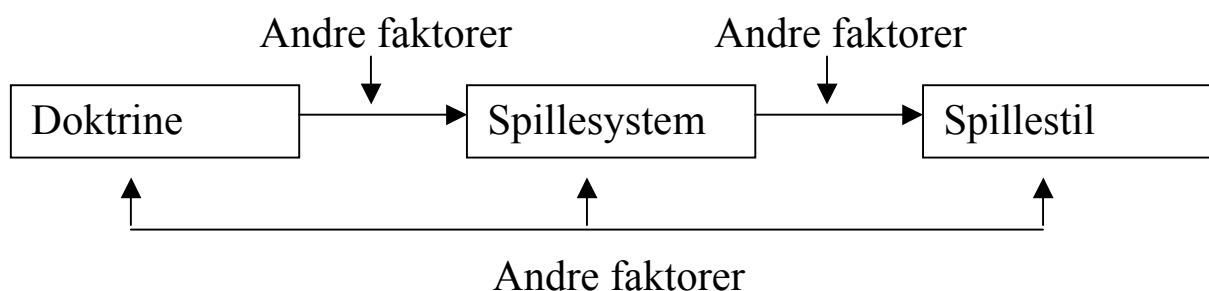 Andre faktorer Andre faktorer
Doktrine Spillesystem Spillestil
Andre faktorer